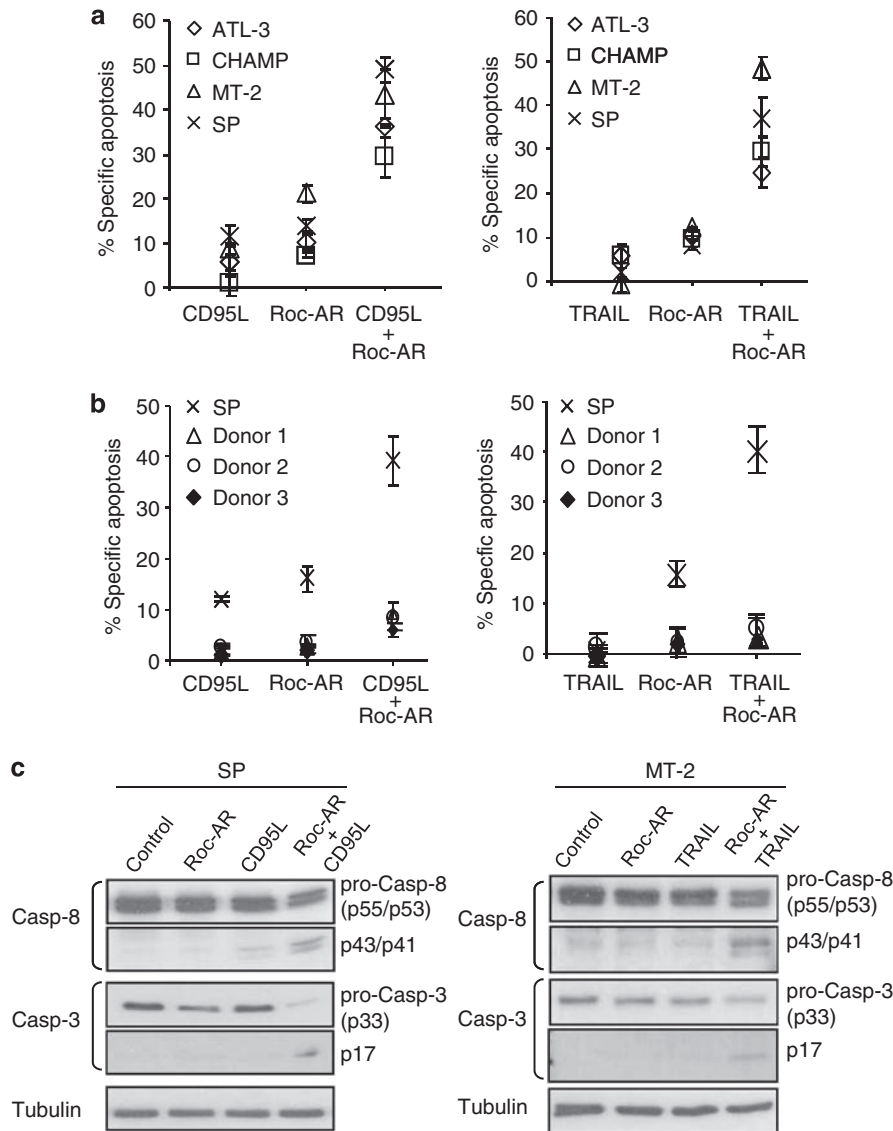 a
60
50
40
30
20
10
0
% Specific apoptosis
ATL-3
CHAMP
MT-2
SP
CD95L
Roc-AR
CD95L
+
Roc-AR
60
50
40
30
20
10
0
% Specific apoptosis
ATL-3
CHAMP
MT-2
SP
TRAIL
Roc-AR
TRAIL
+
Roc-AR
b
50
40
30
20
10
0
% Specific apoptosis
SP
Donor 1
Donor 2
Donor 3
CD95L
Roc-AR
CD95L
+
Roc-AR
50
40
30
20
10
0
% Specfic apoptosis
SP
Donor 1
Donor 2
Donor 3
TRAIL
Roc-AR
TRAIL
+
Roc-AR
c
SP
Control
Roc-AR
CD95L
Roc-AR
+
CD95L
Casp-8
pro-Casp-8
(p55/p53)
p43/p41
Casp-3
pro-Casp-3
(p33)
p17
Tubulin
MT-2
Control
Roc-AR
TRAIL
Roc-AR
+
TRAIL
Casp-8
pro-Casp-8
(p55/p53)
p43/p41
Casp-3
pro-Casp-3
(p33)
p17
Tubulin